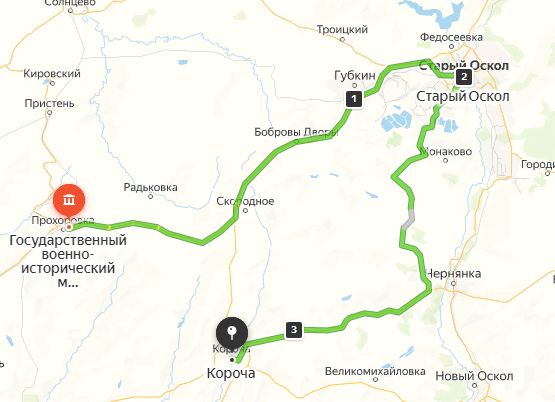 Солнцево
Троицкий
Федосеевка
Кировский
Губкин
Старый Оскол
2
1
Старый Оскол
Пристень
Бобровы Дворы
Конаково
Радьковка
Скородное
Прохоровка
Государственный
военно-
исторический
м...
Чернянка
3
Короча
Короча
Великомихайловка
Новый Оскол